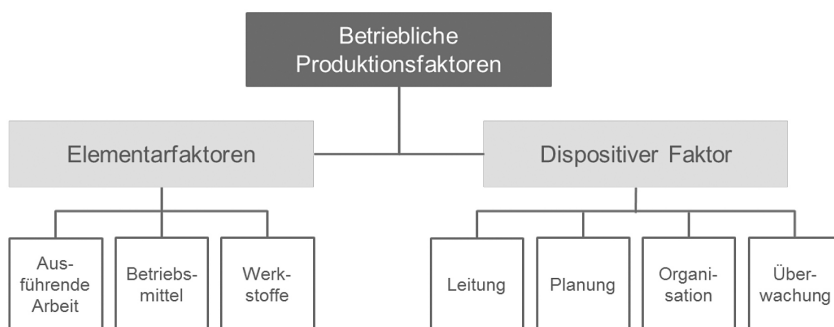 Betriebliche
Produktionsfaktoren
Elementarfaktoren
Dispositiver Faktor
Aus-
führende
Arbeit
Betriebs-
mittel
Werk-
stoffe
Leitung
Planung
Organi-
sation
Über-
wachung